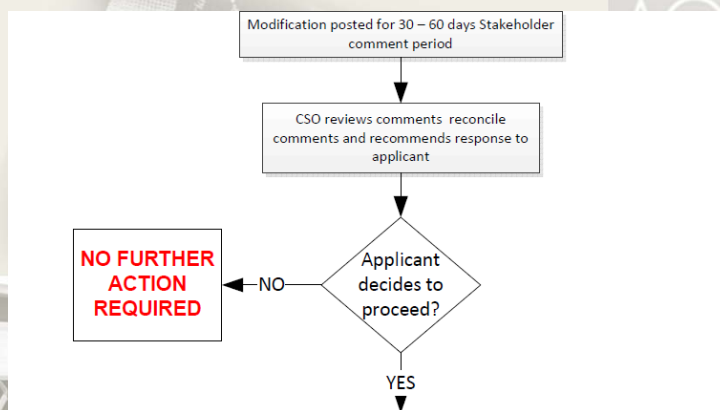 Modification posted for 30 – 60 days Stakeholder
comment period
CSO reviews comments reconcile
comments and recommends response to
applicant
Applicant
decides to
proceed?
NO
NO FURTHER
ACTION
REQUIRED
YES